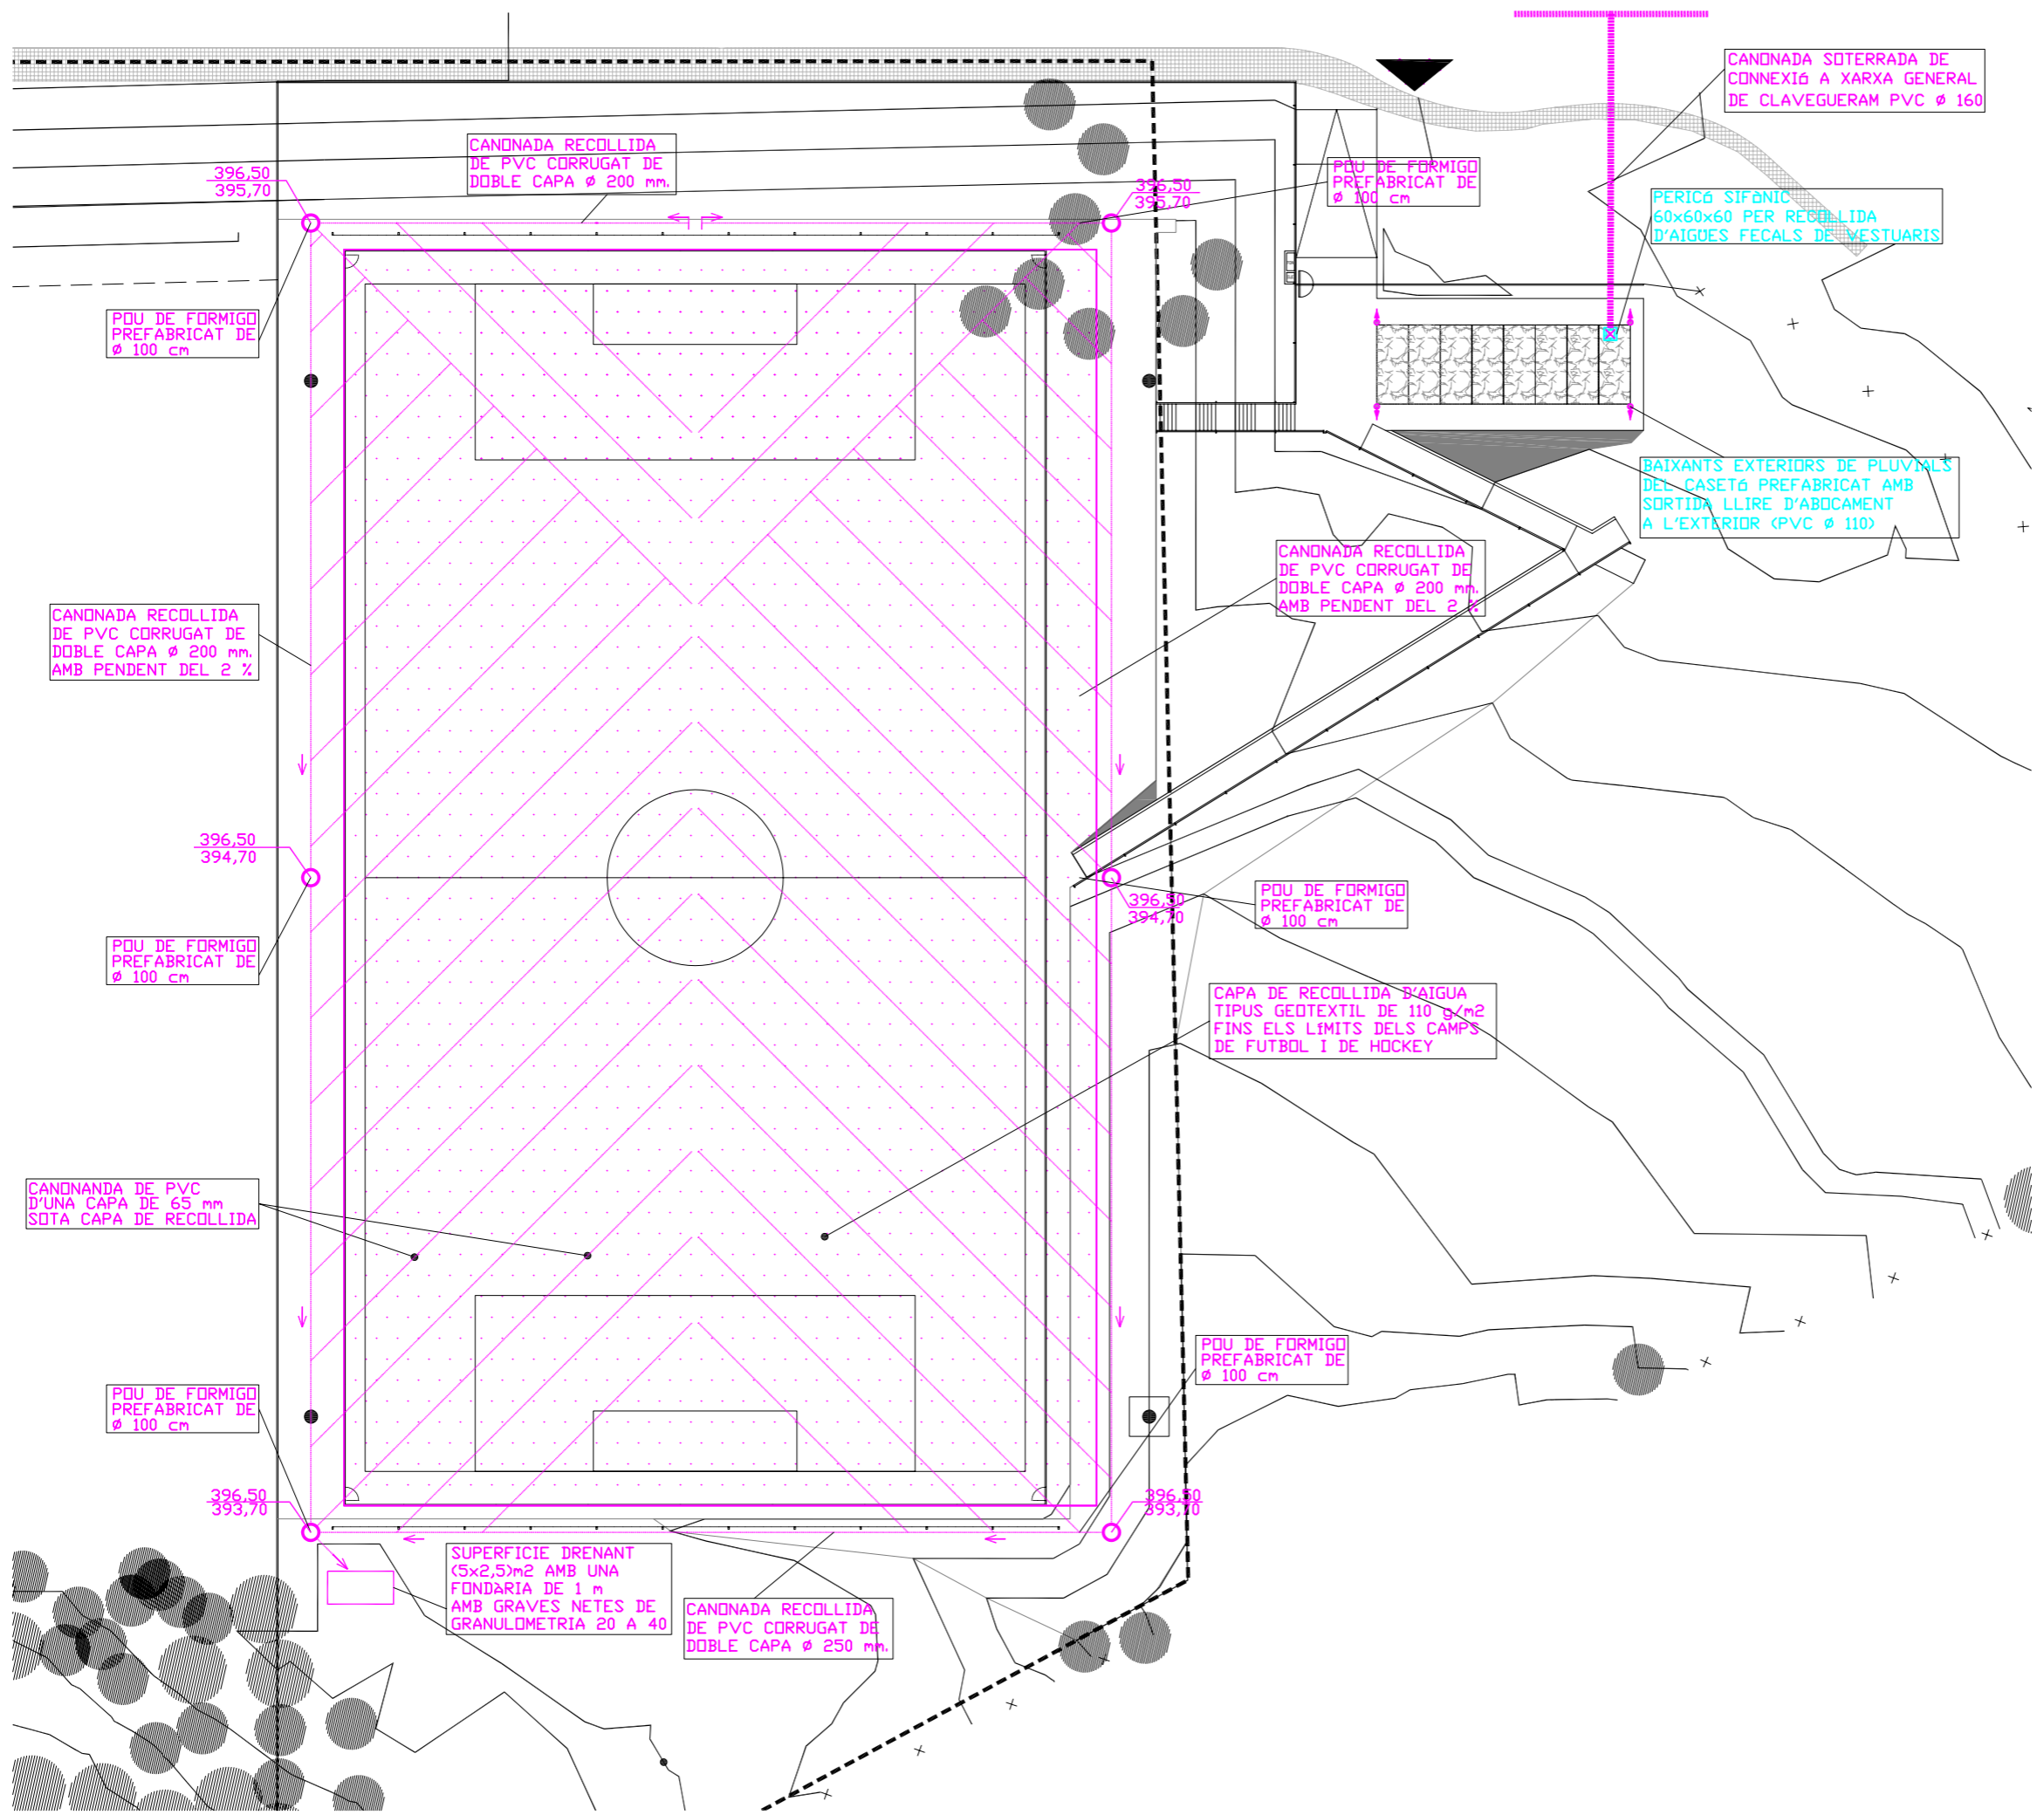 CANONADA SOTERRADA DE
CONNEXIÓ A XARXA GENERAL
DE CLAVEGUERAM PVC Ø 160
CANONADA RECOLLIDA
DE PVC CORRUGAT DE
DOBLE CAPA Ø 200 mm.
396,50
395,70
396,50
395,70
POU DE FORMIGO
PREFABRICAT DE
Ø 100 cm
PERICÓ SIFÒNIC
60x60x60 PER RECOLLIDA
D'AIGÜES FECALS DE VESTUARIS
POU DE FORMIGO
PREFABRICAT DE
Ø 100 cm
BAIXANTS EXTERIORS DE PLUVIALS
DEL CASETÓ PREFABRICAT AMB
SORTIDA LLIRE D'ABOCAMENT
A L'EXTERIOR (PVC Ø 110)
CANONADA RECOLLIDA
DE PVC CORRUGAT DE
DOBLE CAPA Ø 200 mm.
AMB PENDENT DEL 2 %
CANONADA RECOLLIDA
DE PVC CORRUGAT DE
DOBLE CAPA Ø 200 mm.
AMB PENDENT DEL 2 %
396,50
394,70
396,50
394,70
POU DE FORMIGO
PREFABRICAT DE
Ø 100 cm
POU DE FORMIGO
PREFABRICAT DE
Ø 100 cm
CAPA DE RECOLLIDA D'AIGUA
TIPUS GEOTEXTIL DE 110 g/m2
FINS ELS LÍMITS DELS CAMPS
DE FUTBOL I DE HOCKEY
CANONANDA DE PVC
D'UNA CAPA DE 65 mm
SOTA CAPA DE RECOLLIDA
POU DE FORMIGO
PREFABRICAT DE
Ø 100 cm
POU DE FORMIGO
PREFABRICAT DE
Ø 100 cm
396,50
393,70
396,50
393,70
SUPERFICIE DRENANT
(5x2,5)m2 AMB UNA
FONDÀRIA DE 1 m
AMB GRAVES NETES DE
GRANULOMETRIA 20 A 40
CANONADA RECOLLIDA
DE PVC CORRUGAT DE
DOBLE CAPA Ø 250 mm.